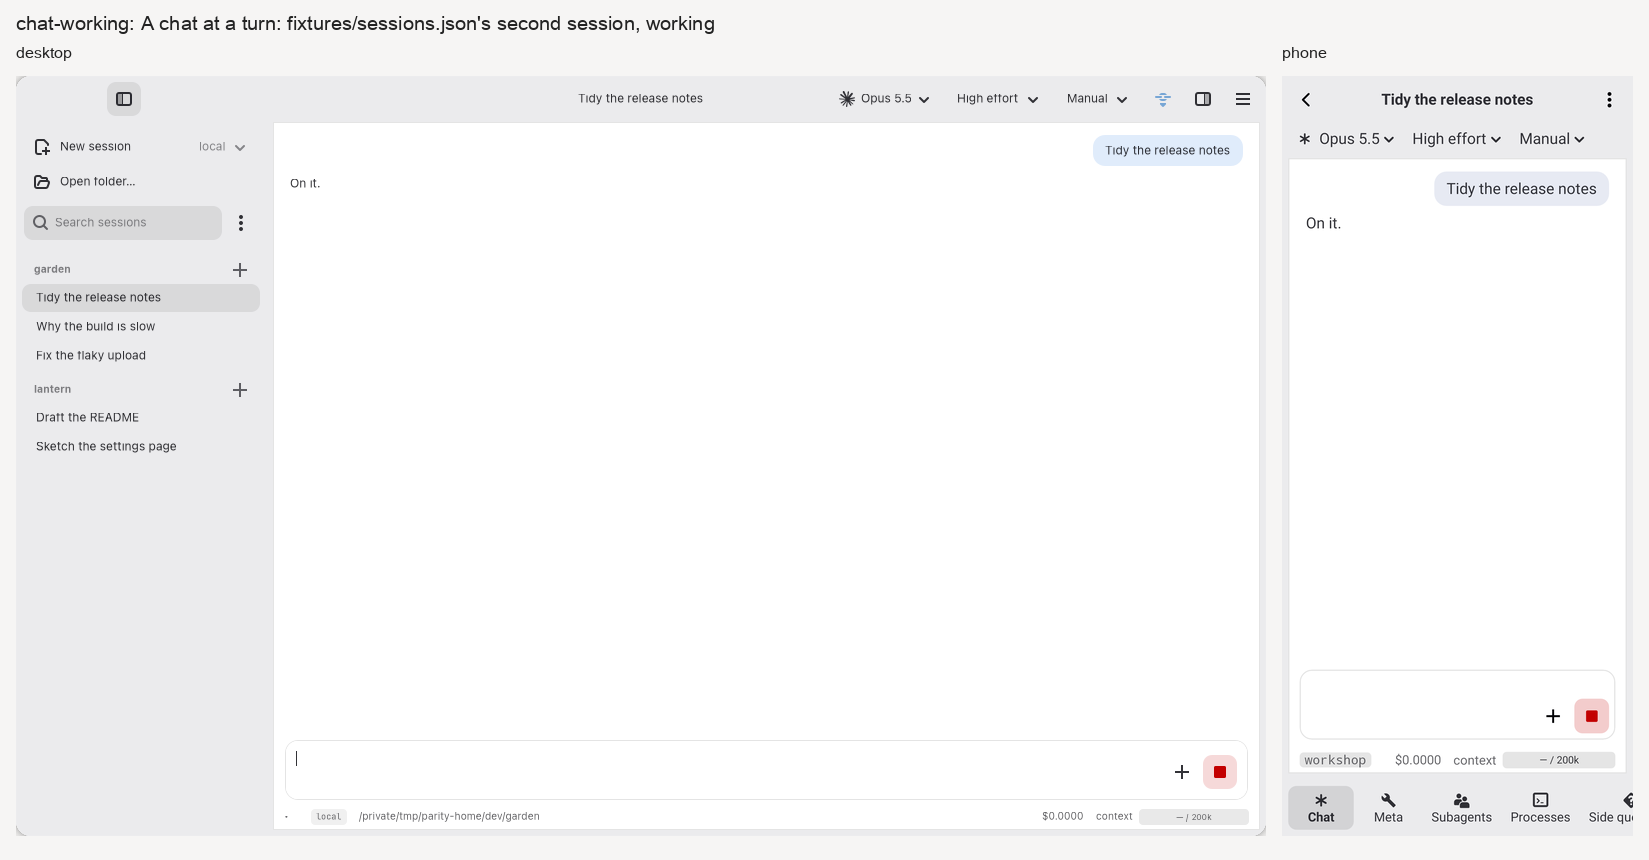 chat-working: A chat at a turn: fixtures/sessions.json's second session, working
desktop
Tidy the release notes
Opus 5.5
High effort
Manual
New session
local
Open folder...
Search sessions
garden
Tidy the release notes
Why the build is slow
Fix the flaky upload
lantern
Draft the README
Sketch the settings page
Tidy the release notes
On it.
local
/private/tmp/parity-home/dev/garden
$0.0000
context
— / 200k
phone
Tidy the release notes
Opus 5.5
High effort
Manual
Tidy the release notes
On it.
workshop
$0.0000
context
— / 200k
Chat
Meta
Subagents
Processes
Side